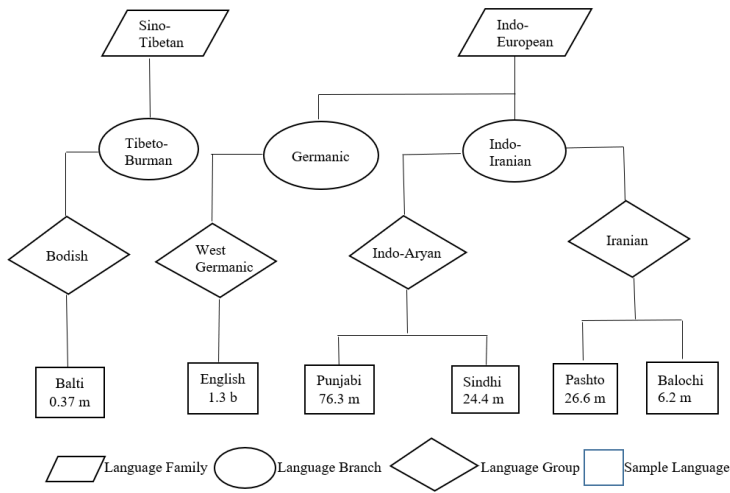 Sino-
Tibetan
Indo-
European
Tibeto-
Burman
Germanic
Indo-
Iranian
Bodish
West
Germanic
Indo-Aryan
Iranian
Balti
0.37 m
English
1.3 b
Punjabi
76.3 m
Sindhi
24.4 m
Pashto
26.6 m
Balochi
6.2 m
Language Family
Language Branch
Language Group
Sample Language